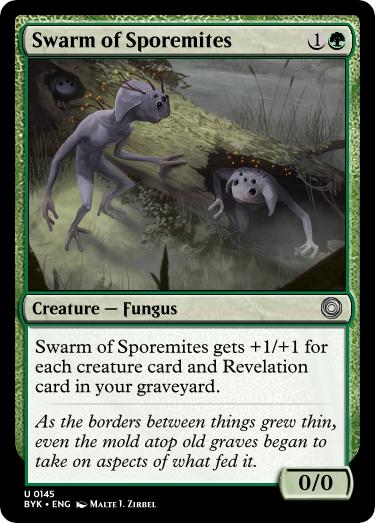 Swarm of Sporemites 1
Creature — Fungus
Swarm of Sporemites gets +1/+1 for
each creature card and Revelation
card in your graveyard.
As the borders between things grew thin,
even the mold atop old graves began to
take on aspects of what fed it.
0/0
U 0145
BYK • ENG Malte J. Zirbel